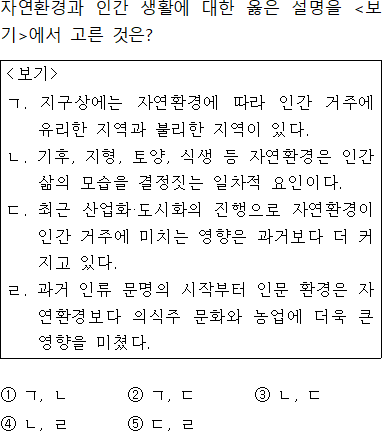 자연환경과 인간 생활에 대한 옳은 설명을 <보
기>에서 고른 것은?
<보기>
ㄱ. 지구상에는 자연환경에 따라 인간 거주에
유리한 지역과 불리한 지역이 있다.
ㄴ. 기후, 지형, 토양, 식생 등 자연환경은 인간
삶의 모습을 결정짓는 일차적 요인이다.
ㄷ. 최근 산업화·도시화의 진행으로 자연환경이
인간 거주에 미치는 영향은 과거보다 더 커
지고 있다.
ㄹ. 과거 인류 문명의 시작부터 인문 환경은 자
연환경보다 의식주 문화와 농업에 더욱 큰
영향을 미쳤다.
① ㄱ, ㄴ ② ㄱ, ㄷ ③ ㄴ, ㄷ
④ ㄴ, ㄹ ⑤ ㄷ, ㄹ